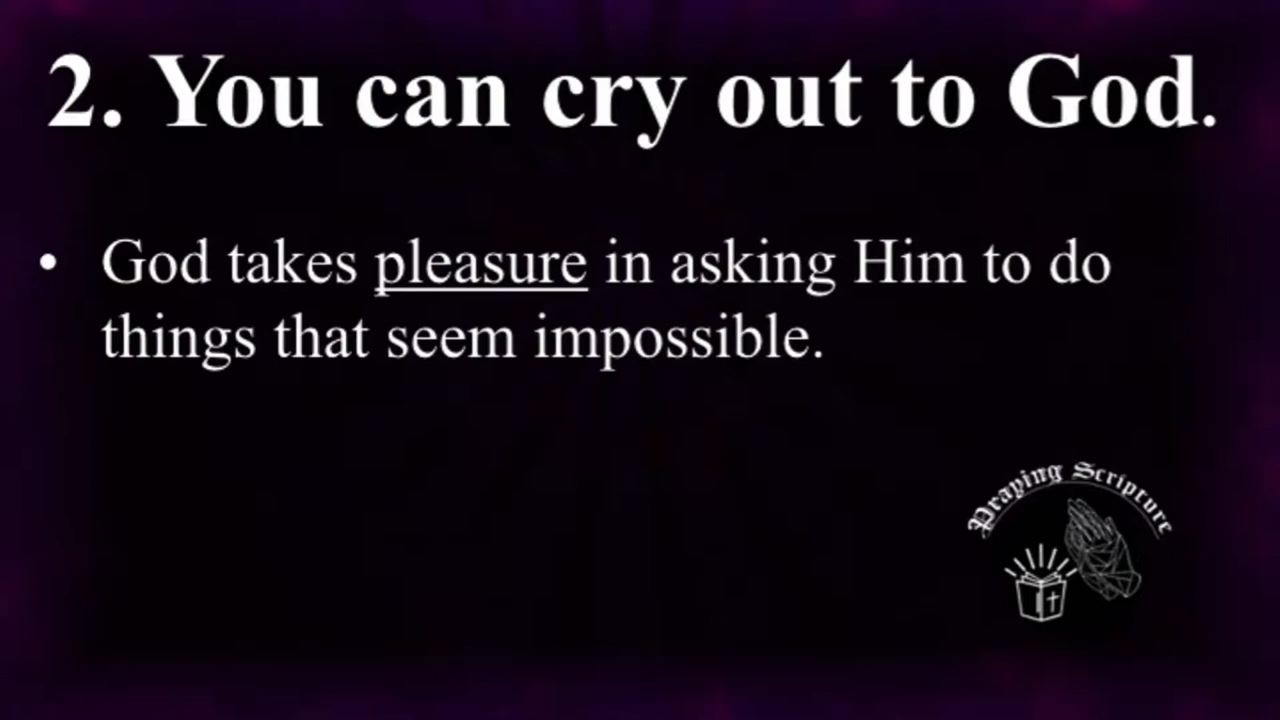 2. You can cry out to God.
• God takes pleasure in asking Him to do
things that seem impossible.
Praying Scripture